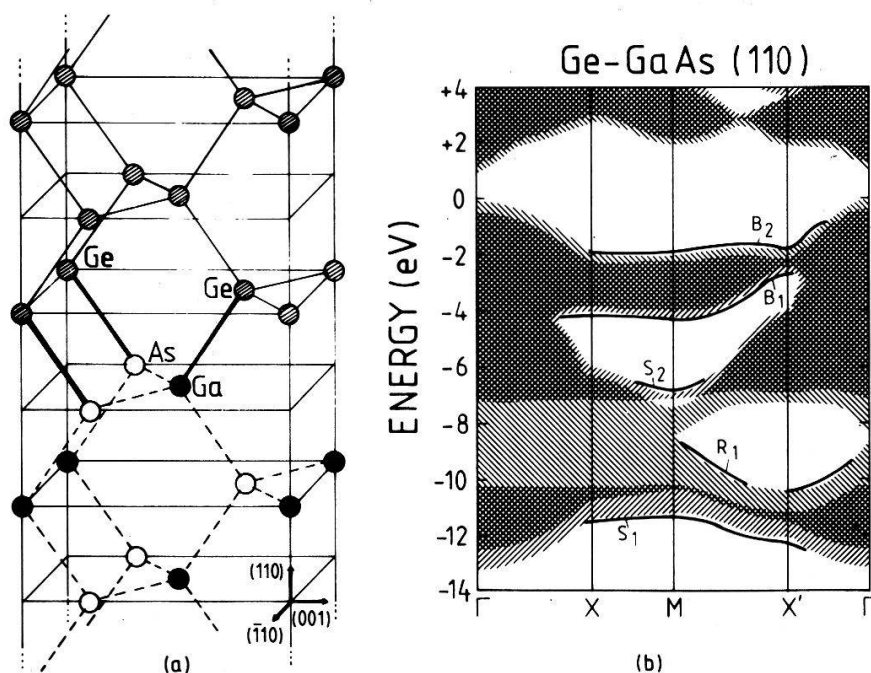 Ge
Ge
As
Ga
(110)
(001)
(1̄10)
(a)
Ge-GaAs (110)
ENERGY (eV)
+4
+2
0
-2
-4
-6
-8
-10
-12
-14
B2
B1
S2
R1
S1
Γ X M X' Γ
(b)